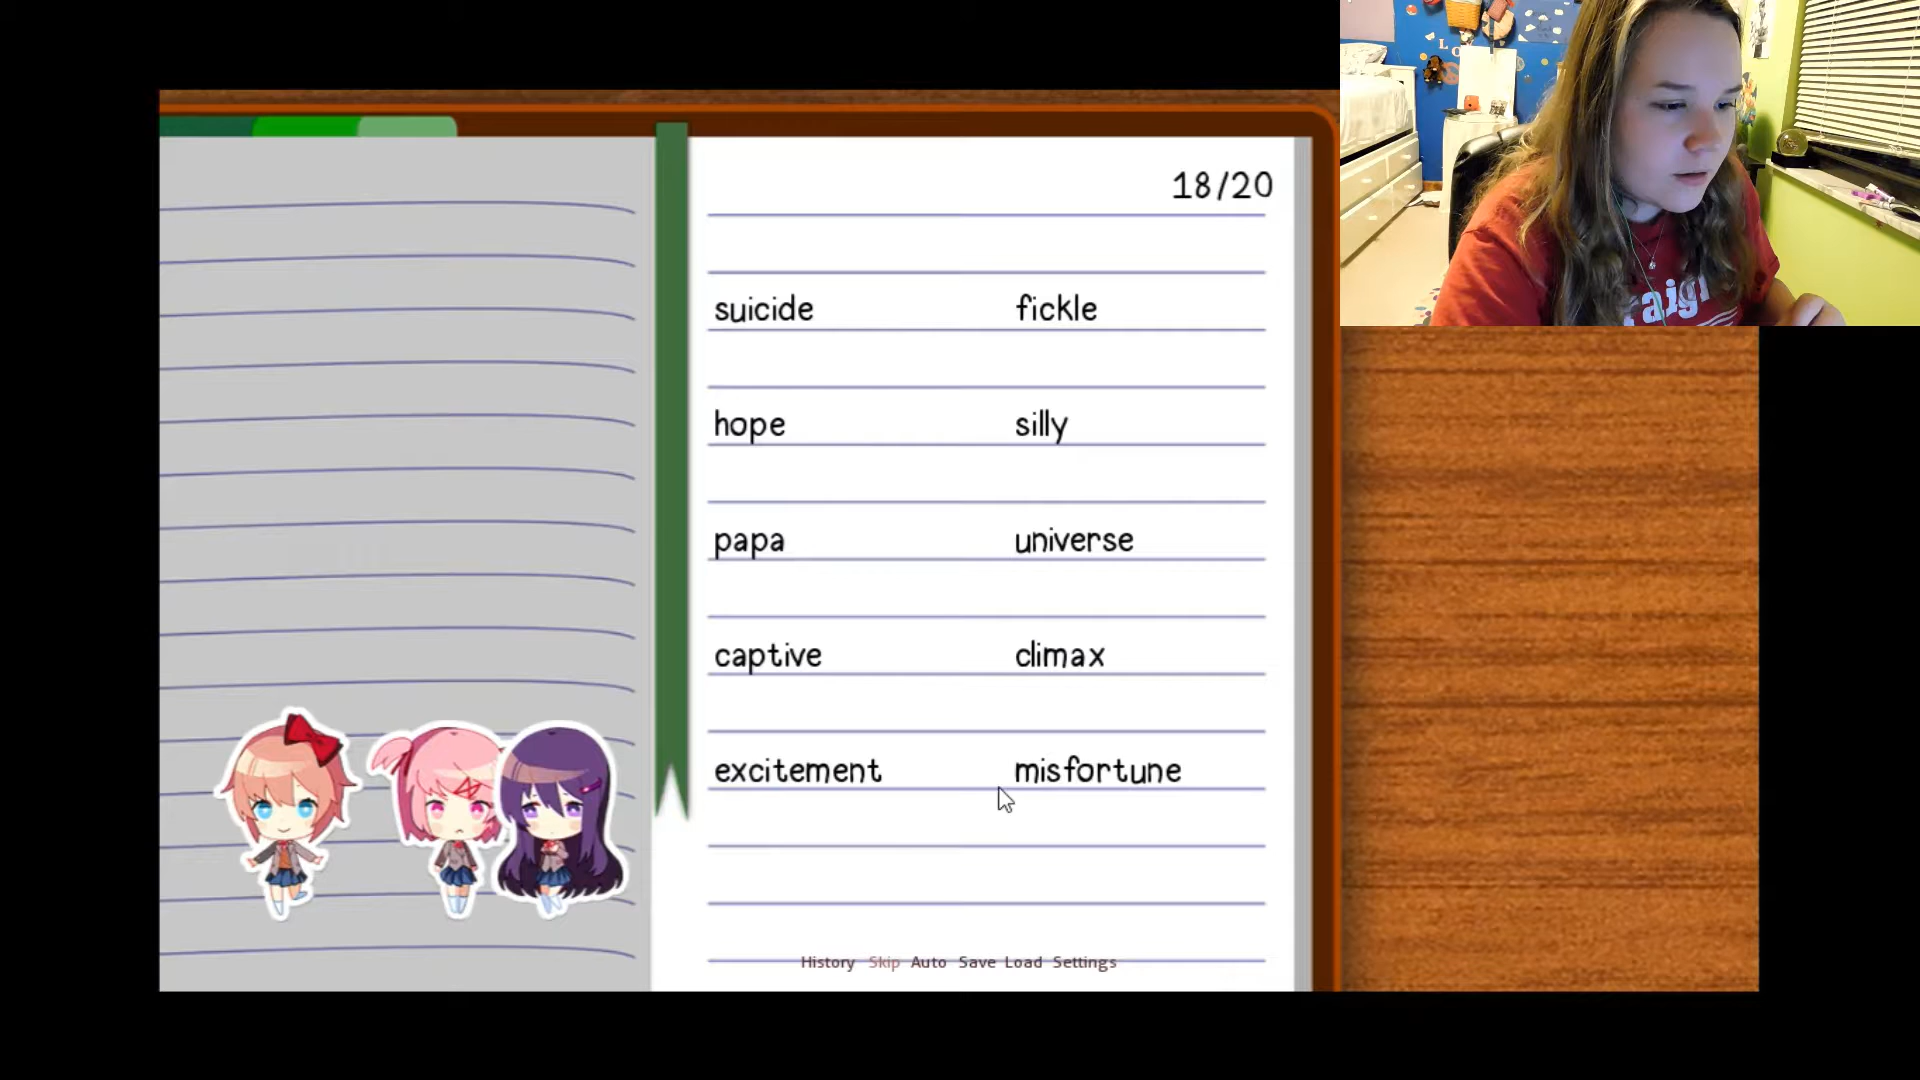 18/20
suicide fickle
hope silly
papa universe
captive climax
excitement misfortune
History Skip Auto Save Load Settings